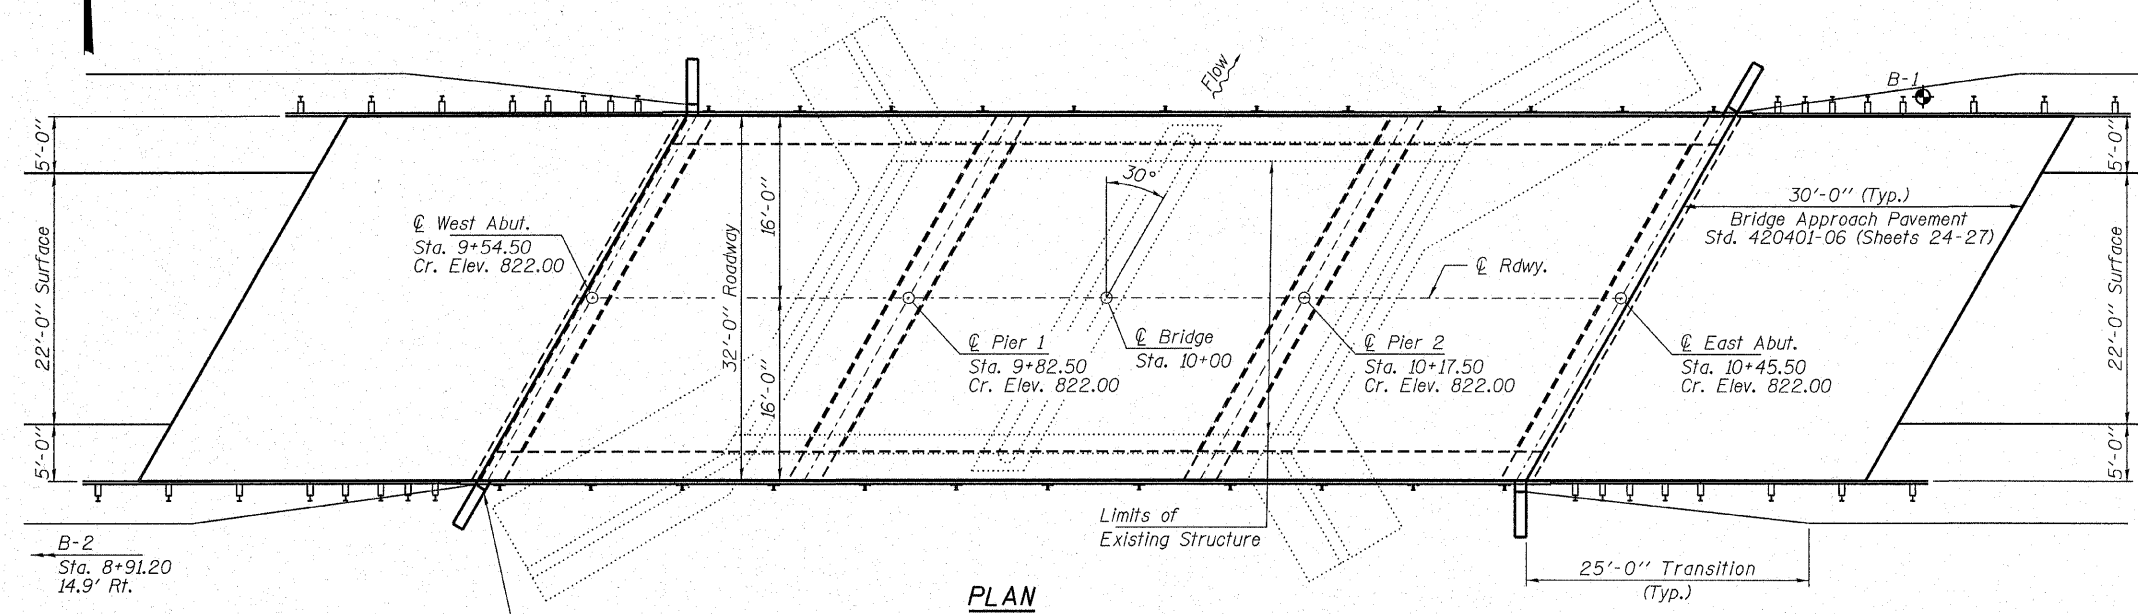 Flow
B-1
5'-0"
22'-0" Surface
5'-0"
℄ West Abut.
Sta. 9+54.50
Cr. Elev. 822.00
32'-0" Roadway
16'-0"
16'-0"
30°
℄ Pier 1
Sta. 9+82.50
Cr. Elev. 822.00
℄ Bridge
Sta. 10+00
℄ Rdwy.
℄ Pier 2
Sta. 10+17.50
Cr. Elev. 822.00
30'-0" (Typ.)
Bridge Approach Pavement
Std. 420401-06 (Sheets 24-27)
℄ East Abut.
Sta. 10+45.50
Cr. Elev. 822.00
5'-0"
22'-0" Surface
5'-0"
Limits of
Existing Structure
B-2
Sta. 8+91.20
14.9' Rt.
25'-0" Transition
(Typ.)
PLAN